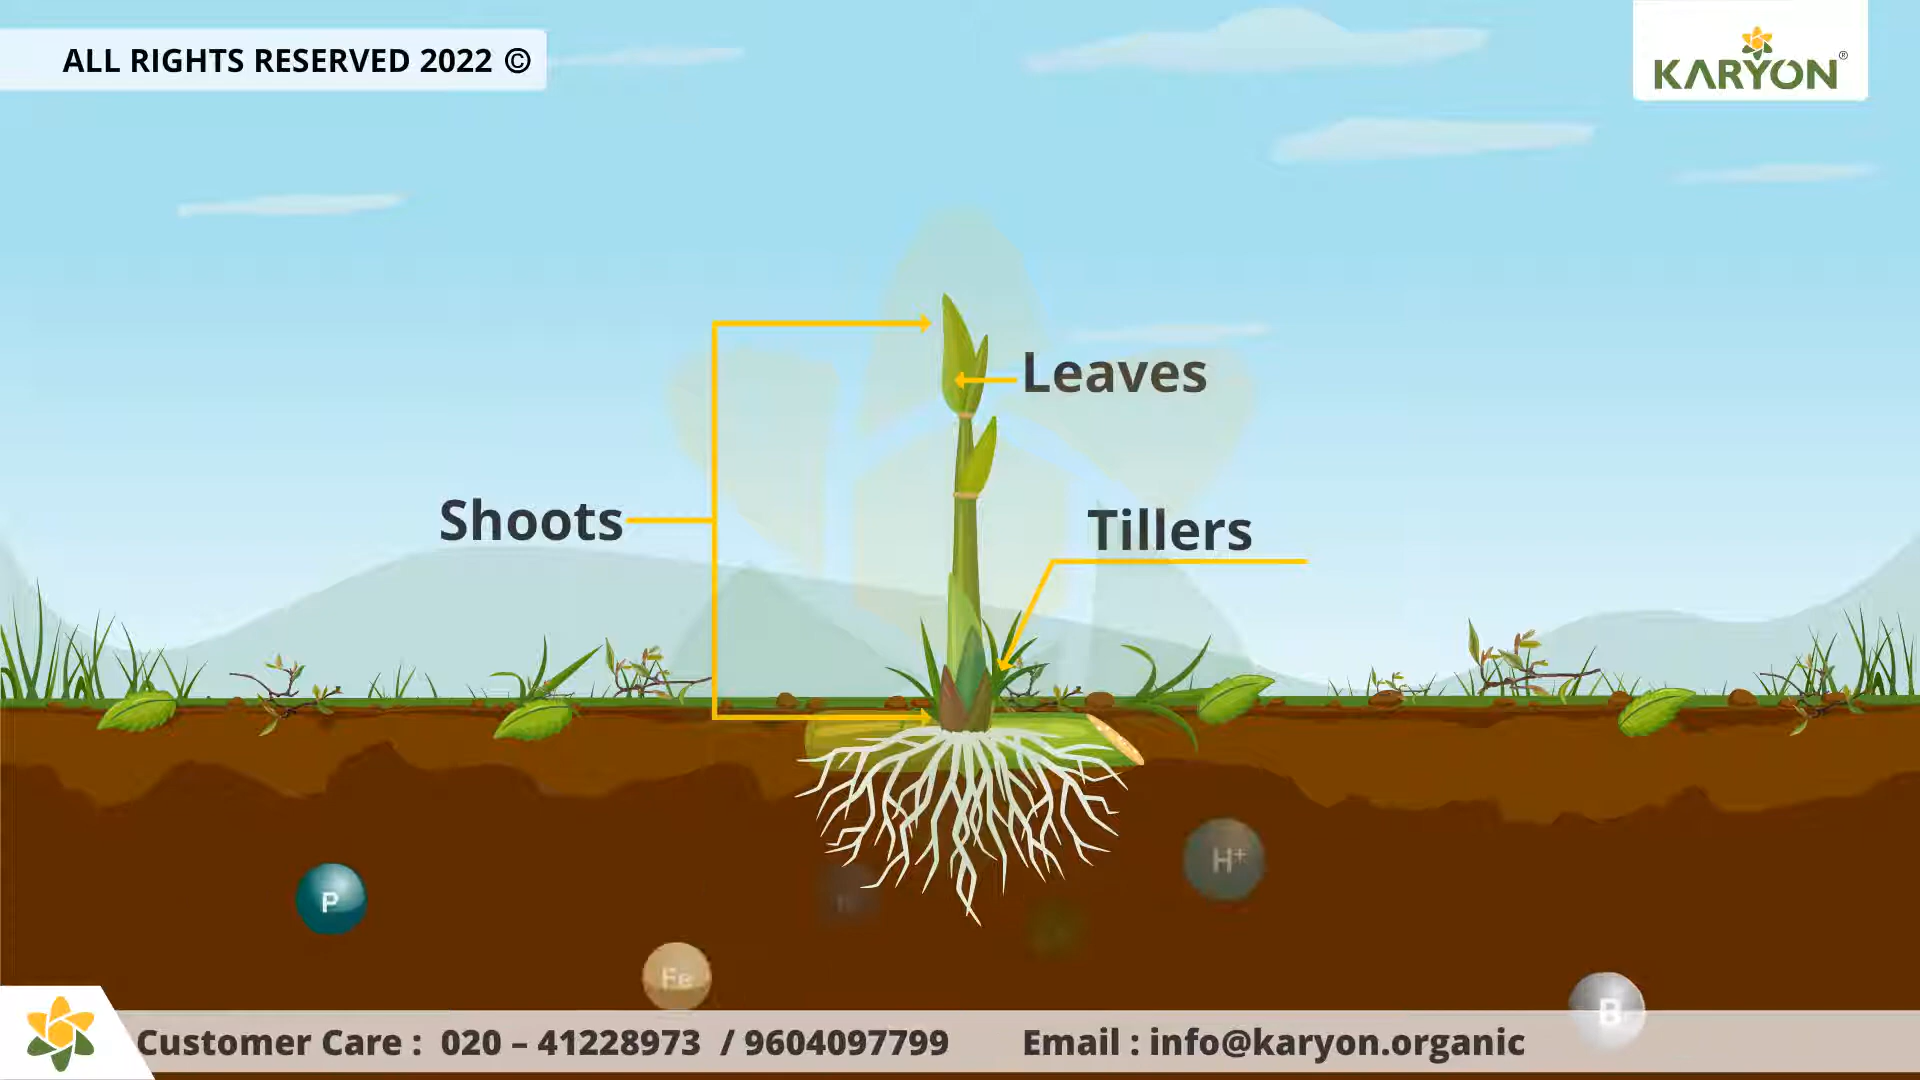 ALL RIGHTS RESERVED 2022 ©
KARYON®
Leaves
Shoots
Tillers
H⁺
P
Fe
B
Customer Care : 020 – 41228973 / 9604097799 Email : info@karyon.organic